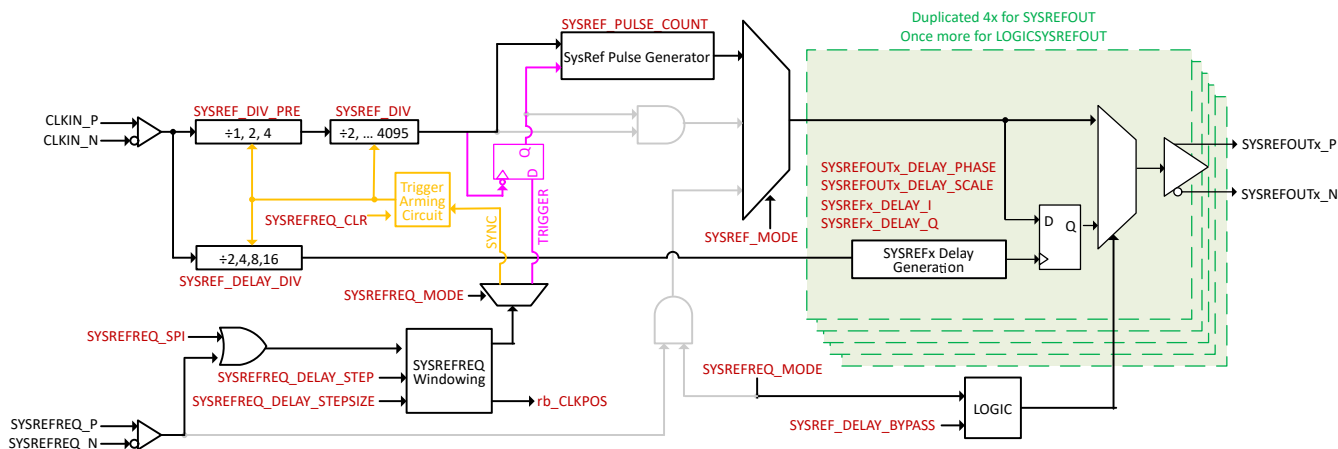 Duplicated 4x for SYSREFOUT
Once more for LOGICSYSREFOUT
SYSREF_PULSE_COUNT
SysRef Pulse Generator
CLKIN_P
CLKIN_N
SYSREF_DIV_PRE
÷1, 2, 4
SYSREF_DIV
÷2, ... 4095
Q
D
TRIGGER
SYNC
Trigger
Arming
Circuit
SYSREFREQ_CLR
÷2,4,8,16
SYSREF_DELAY_DIV
SYSREF_MODE
SYSREFOUTx_DELAY_PHASE
SYSREFOUTx_DELAY_SCALE
SYSREFx_DELAY_I
SYSREFx_DELAY_Q
SYSREFx Delay
Generation
D
Q
SYSREFOUTx_P
SYSREFOUTx_N
SYSREFREQ_MODE
SYSREFREQ_SPI
SYSREFREQ_DELAY_STEP
SYSREFREQ_DELAY_STEPSIZE
SYSREFREQ
Windowing
rb_CLKPOS
SYSREFREQ_P
SYSREFREQ_N
SYSREFREQ_MODE
SYSREF_DELAY_BYPASS
LOGIC